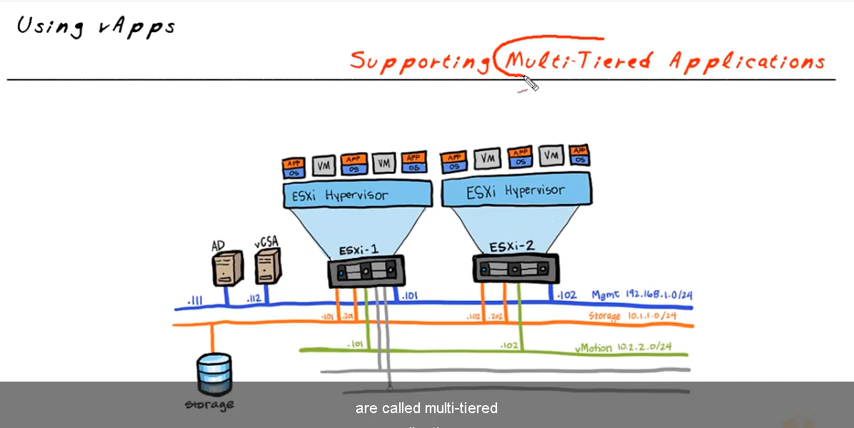 Using vApps
Supporting Multi-Tiered Applications
APP VM APP VM APP APP VM APP VM APP
OS OS OS OS OS OS
ESXi Hypervisor ESXi Hypervisor
AD vCSA ESXi-1 ESXi-2
.111 .112 .101 .102 Mgmt 192.168.1.0/24
.101 .201 .102 .202 Storage 10.1.1.0/24
.101 .102 vMotion 10.2.2.0/24
Storage
are called multi-tiered